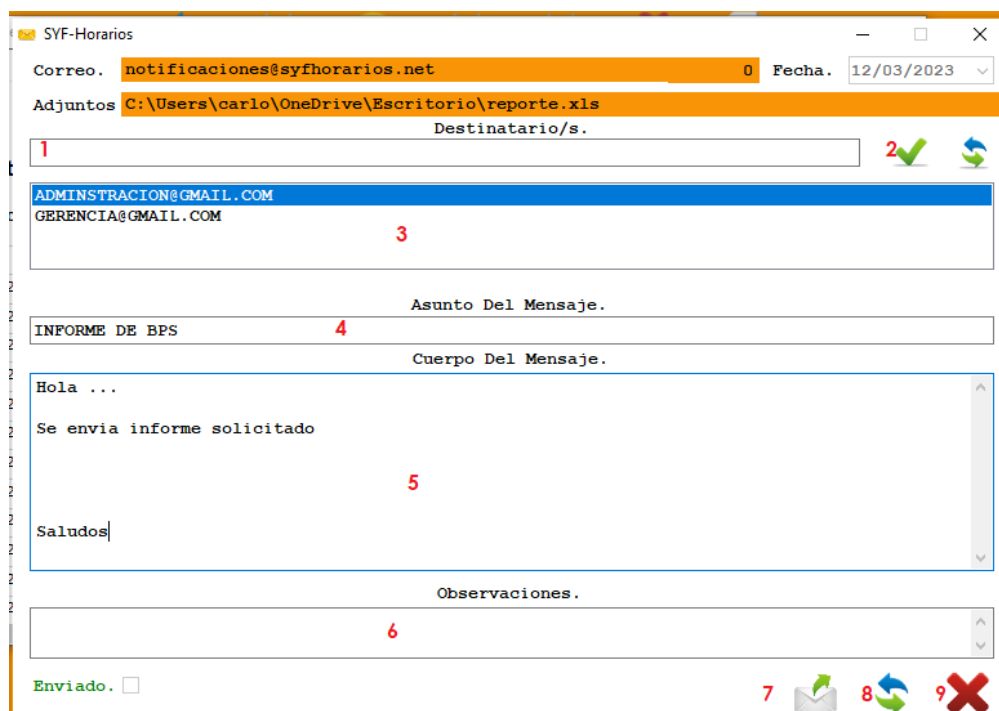 SYF-Horarios
Correo. notificaciones@syfhorarios.net 0 Fecha. 12/03/2023
Adjuntos C:\Users\carlo\OneDrive\Escritorio\reporte.xls
Destinatario/s.
1 2
ADMINSTRACION@GMAIL.COM
GERENCIA@GMAIL.COM
3
Asunto Del Mensaje.
INFORME DE BPS 4
Cuerpo Del Mensaje.
Hola ...
Se envia informe solicitado
5
Saludos
Observaciones.
6
Enviado. 7 8 9